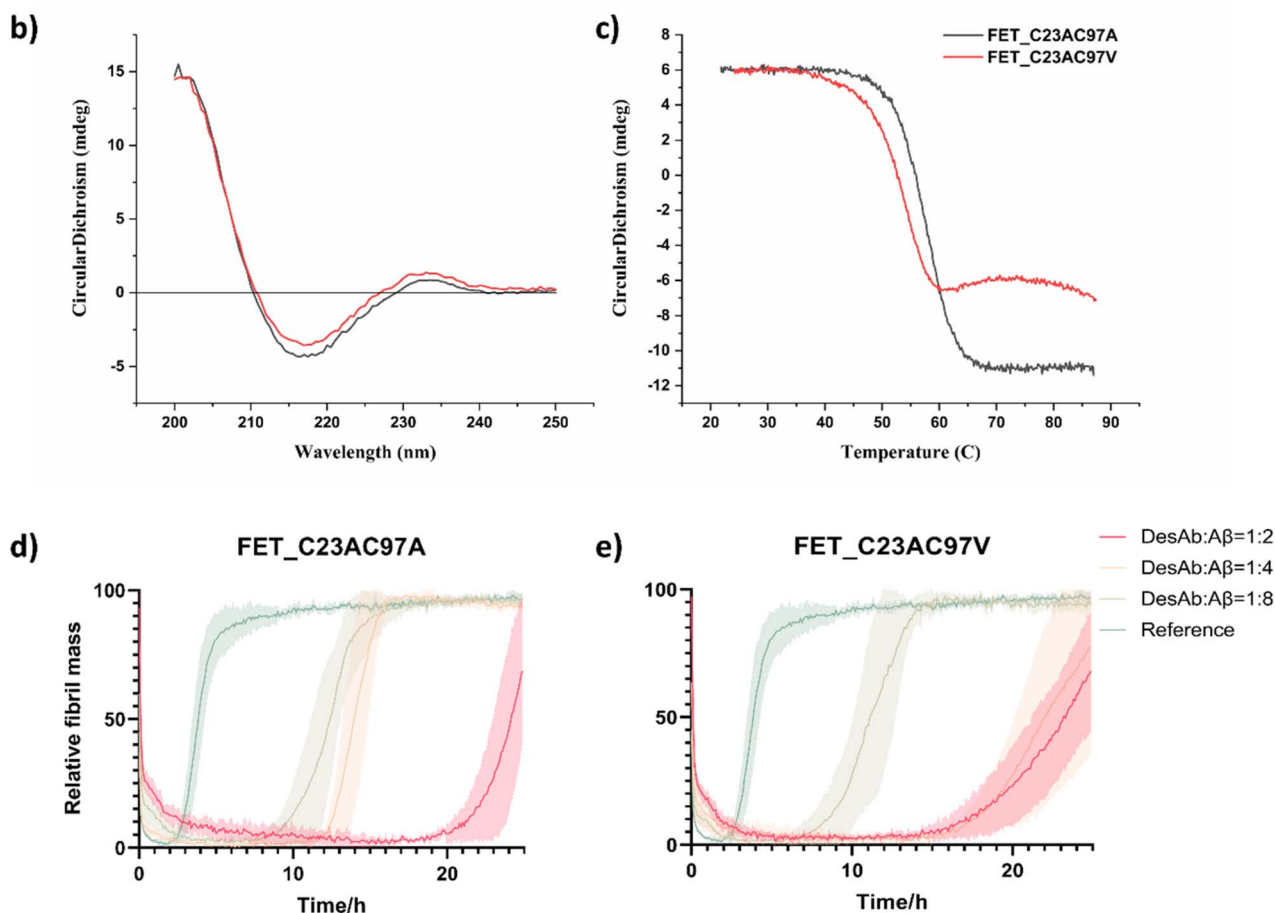 b)
CircularDichroism (mdeg)
15
10
5
0
-5
200 210 220 230 240 250
Wavelength (nm)
c)
CircularDichroism (mdeg)
8
6
4
2
0
-2
-4
-6
-8
-10
-12
20 30 40 50 60 70 80 90
Temperature (C)
FET_C23AC97A
FET_C23AC97V
d)
FET_C23AC97A
Relative fibril mass
100
50
0
0 10 20
Time/h
e)
FET_C23AC97V
100
50
0
0 10 20
Time/h
DesAb:Aβ=1:2
DesAb:Aβ=1:4
DesAb:Aβ=1:8
Reference